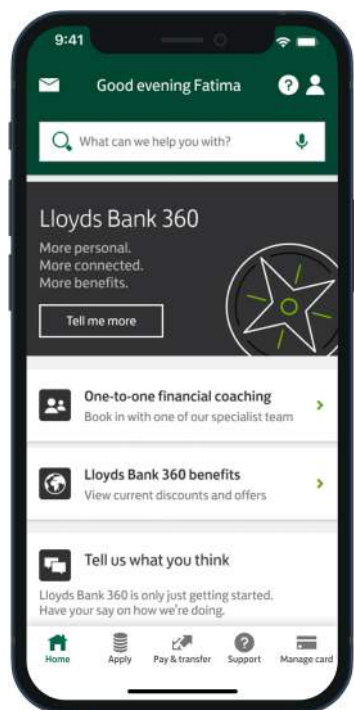 9:41
Good evening Fatima
?
What can we help you with?
Lloyds Bank 360
More personal.
More connected.
More benefits.
Tell me more
One-to-one financial coaching
Book in with one of our specialist team
Lloyds Bank 360 benefits
View current discounts and offers
Tell us what you think
Lloyds Bank 360 is only just getting started.
Have your say on how we're doing.
?
Home Apply Pay & transfer Support Manage card